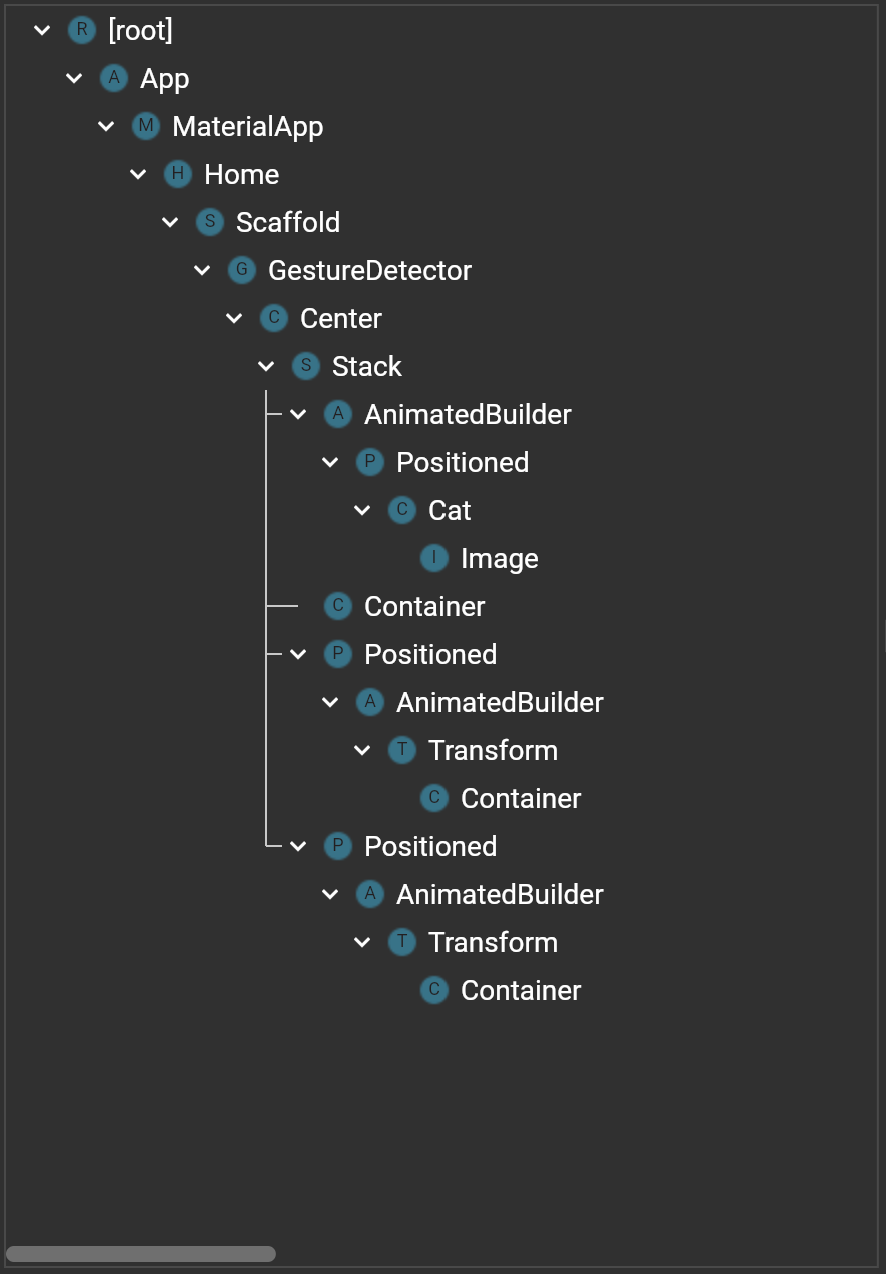 R [root]
A App
M MaterialApp
H Home
S Scaffold
G GestureDetector
C Center
S Stack
A AnimatedBuilder
P Positioned
C Cat
I Image
C Container
P Positioned
A AnimatedBuilder
T Transform
C Container
P Positioned
A AnimatedBuilder
T Transform
C Container